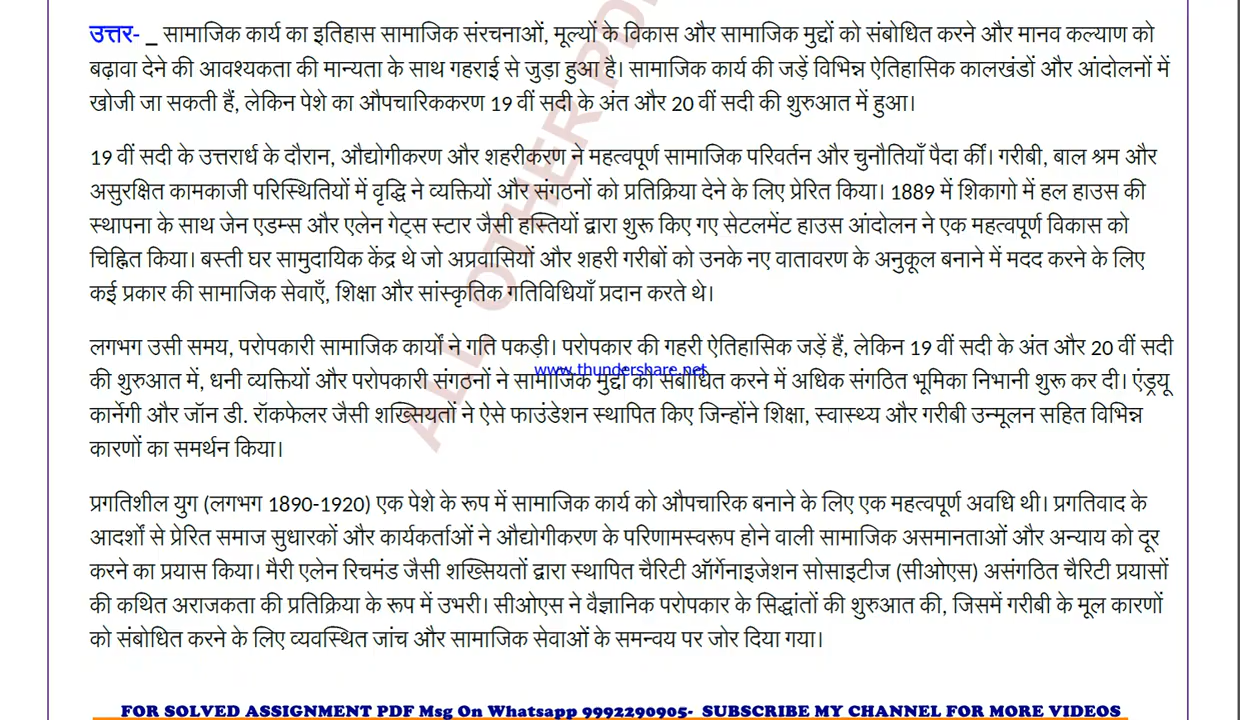 उत्तर- _ सामाजिक कार्य का इतिहास सामाजिक संरचनाओं, मूल्यों के विकास और सामाजिक मुद्दों को संबोधित करने और मानव कल्याण को
बढ़ावा देने की आवश्यकता की मान्यता के साथ गहराई से जुड़ा हुआ है। सामाजिक कार्य की जड़ें विभिन्न ऐतिहासिक कालखंडों और आंदोलनों में
खोजी जा सकती हैं, लेकिन पेशे का औपचारिककरण 19 वीं सदी के अंत और 20 वीं सदी की शुरुआत में हुआ।
19 वीं सदी के उत्तरार्ध के दौरान, औद्योगीकरण और शहरीकरण ने महत्वपूर्ण सामाजिक परिवर्तन और चुनौतियाँ पैदा कीं। गरीबी, बाल श्रम और
असुरक्षित कामकाजी परिस्थितियों में वृद्धि ने व्यक्तियों और संगठनों को प्रतिक्रिया देने के लिए प्रेरित किया। 1889 में शिकागो में हल हाउस की
स्थापना के साथ जेन एडम्स और एलेन गेट्स स्टार जैसी हस्तियों द्वारा शुरू किए गए सेटलमेंट हाउस आंदोलन ने एक महत्वपूर्ण विकास को
चिह्नित किया। बस्ती घर सामुदायिक केंद्र थे जो अप्रवासियों और शहरी गरीबों को उनके नए वातावरण के अनुकूल बनाने में मदद करने के लिए
कई प्रकार की सामाजिक सेवाएँ, शिक्षा और सांस्कृतिक गतिविधियाँ प्रदान करते थे।
लगभग उसी समय, परोपकारी सामाजिक कार्यों ने गति पकड़ी। परोपकार की गहरी ऐतिहासिक जड़ें हैं, लेकिन 19 वीं सदी के अंत और 20 वीं सदी
www.thundershare.net
की शुरुआत में, धनी व्यक्तियों और परोपकारी संगठनों ने सामाजिक मुद्दों को संबोधित करने में अधिक संगठित भूमिका निभानी शुरू कर दी। एंड्रयू
कार्नेगी और जॉन डी. रॉकफेलर जैसी शख्सियतों ने ऐसे फाउंडेशन स्थापित किए जिन्होंने शिक्षा, स्वास्थ्य और गरीबी उन्मूलन सहित विभिन्न
कारणों का समर्थन किया।
प्रगतिशील युग (लगभग 1890-1920) एक पेशे के रूप में सामाजिक कार्य को औपचारिक बनाने के लिए एक महत्वपूर्ण अवधि थी। प्रगतिवाद के
आदर्शों से प्रेरित समाज सुधारकों और कार्यकर्ताओं ने औद्योगीकरण के परिणामस्वरूप होने वाली सामाजिक असमानताओं और अन्याय को दूर
करने का प्रयास किया। मैरी एलेन रिचमंड जैसी शख्सियतों द्वारा स्थापित चैरिटी ऑर्गेनाइजेशन सोसाइटीज (सीओएस) असंगठित चैरिटी प्रयासों
की कथित अराजकता की प्रतिक्रिया के रूप में उभरी। सीओएस ने वैज्ञानिक परोपकार के सिद्धांतों की शुरुआत की, जिसमें गरीबी के मूल कारणों
को संबोधित करने के लिए व्यवस्थित जांच और सामाजिक सेवाओं के समन्वय पर जोर दिया गया।
ALL OTHER PDF
FOR SOLVED ASSIGNMENT PDF Msg On Whatsapp 9992290905- SUBSCRIBE MY CHANNEL FOR MORE VIDEOS